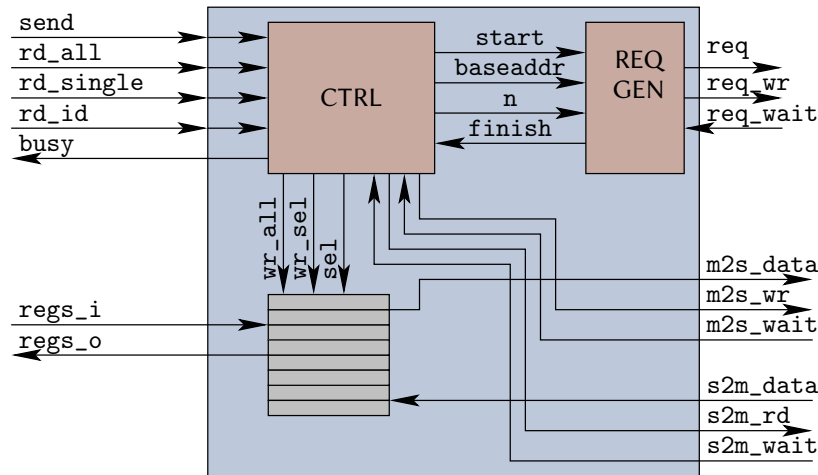 send
rd_all
rd_single
rd_id
busy
CTRL
start
baseaddr
n
finish
REQ
GEN
req
req_wr
req_wait
wr_all
wr_sel
sel
regs_i
regs_o
m2s_data
m2s_wr
m2s_wait
s2m_data
s2m_rd
s2m_wait